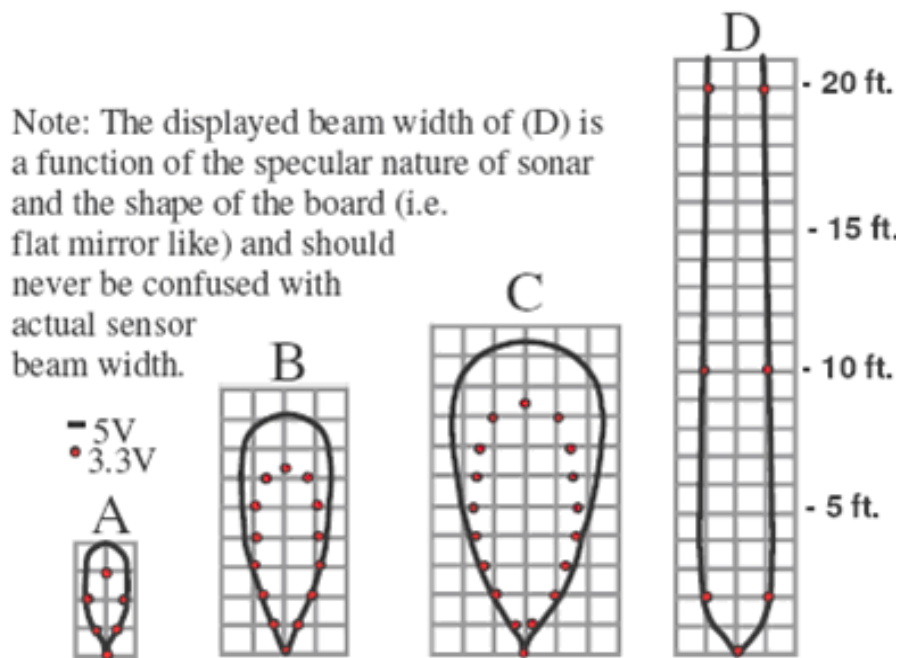 D
- 20 ft.
Note: The displayed beam width of (D) is
a function of the specular nature of sonar
and the shape of the board (i.e.
flat mirror like) and should
never be confused with
actual sensor
beam width.
- 15 ft.
C
B
- 10 ft.
5V
3.3V
A
- 5 ft.